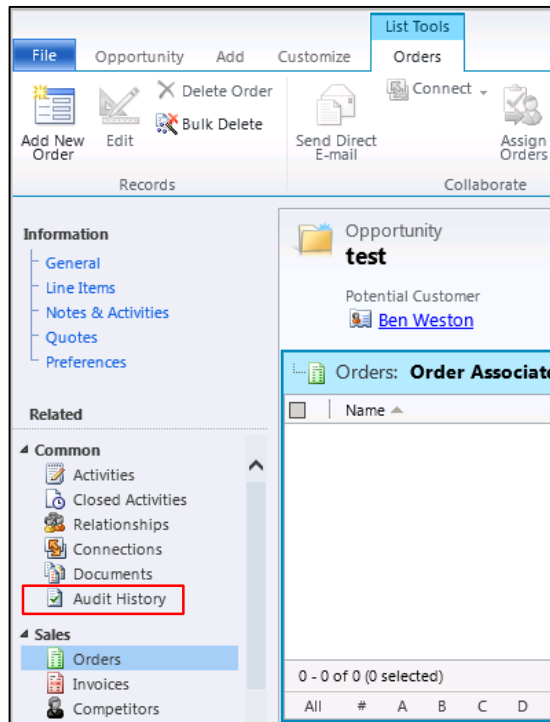 List Tools
File Opportunity Add Customize Orders
Add New Order
Edit
Delete Order
Bulk Delete
Send Direct E-mail
Connect
Assign Orders
Records
Collaborate
Information
General
Line Items
Notes & Activities
Quotes
Preferences
Related
Common
Activities
Closed Activities
Relationships
Connections
Documents
Audit History
Sales
Orders
Invoices
Competitors
Opportunity
test
Potential Customer
Ben Weston
Orders: Order Associate
Name
0 - 0 of 0 (0 selected)
All # A B C D